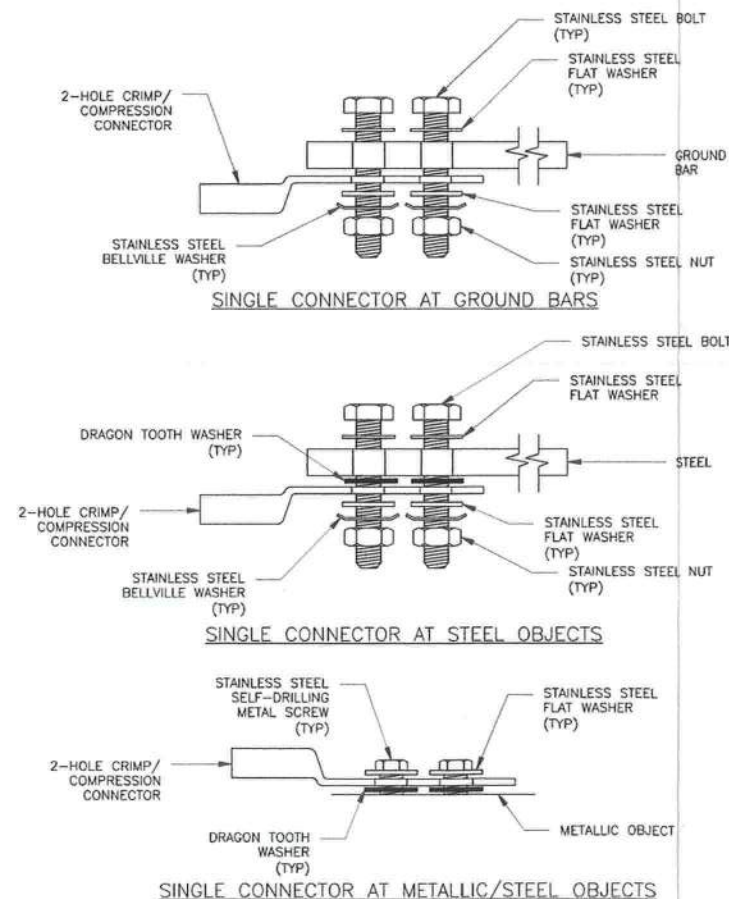 STAINLESS STEEL BOLT
(TYP)
STAINLESS STEEL
FLAT WASHER
(TYP)
2-HOLE CRIMP/
COMPRESSION
CONNECTOR
GROUND
BAR
STAINLESS STEEL
FLAT WASHER
(TYP)
STAINLESS STEEL
BELLVILLE WASHER
(TYP)
STAINLESS STEEL NUT
(TYP)
SINGLE CONNECTOR AT GROUND BARS
STAINLESS STEEL BOLT
STAINLESS STEEL
FLAT WASHER
DRAGON TOOTH WASHER
(TYP)
STEEL
2-HOLE CRIMP/
COMPRESSION
CONNECTOR
STAINLESS STEEL
FLAT WASHER
(TYP)
STAINLESS STEEL
BELLVILLE WASHER
(TYP)
STAINLESS STEEL NUT
(TYP)
SINGLE CONNECTOR AT STEEL OBJECTS
STAINLESS STEEL
SELF-DRILLING
METAL SCREW
(TYP)
STAINLESS STEEL
FLAT WASHER
(TYP)
2-HOLE CRIMP/
COMPRESSION
CONNECTOR
DRAGON TOOTH
WASHER
(TYP)
METALLIC OBJECT
SINGLE CONNECTOR AT METALLIC/STEEL OBJECTS